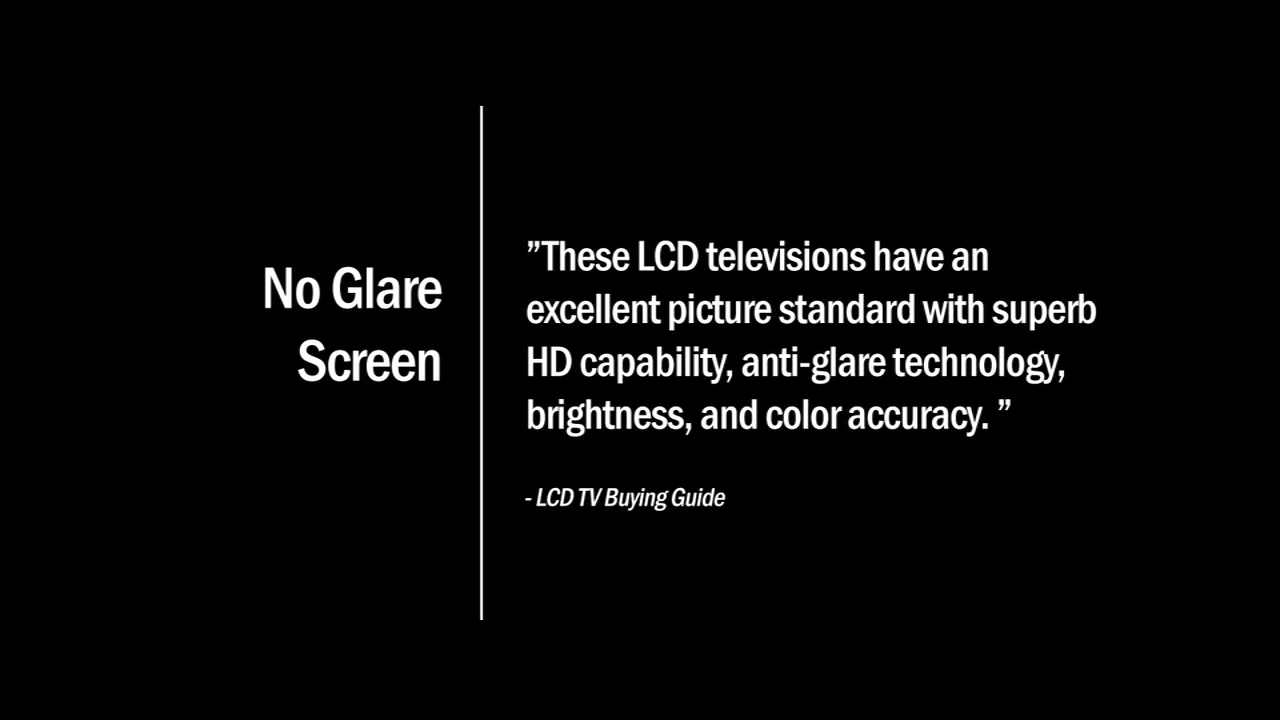 No Glare
Screen
”These LCD televisions have an
excellent picture standard with superb
HD capability, anti-glare technology,
brightness, and color accuracy. ”
- LCD TV Buying Guide